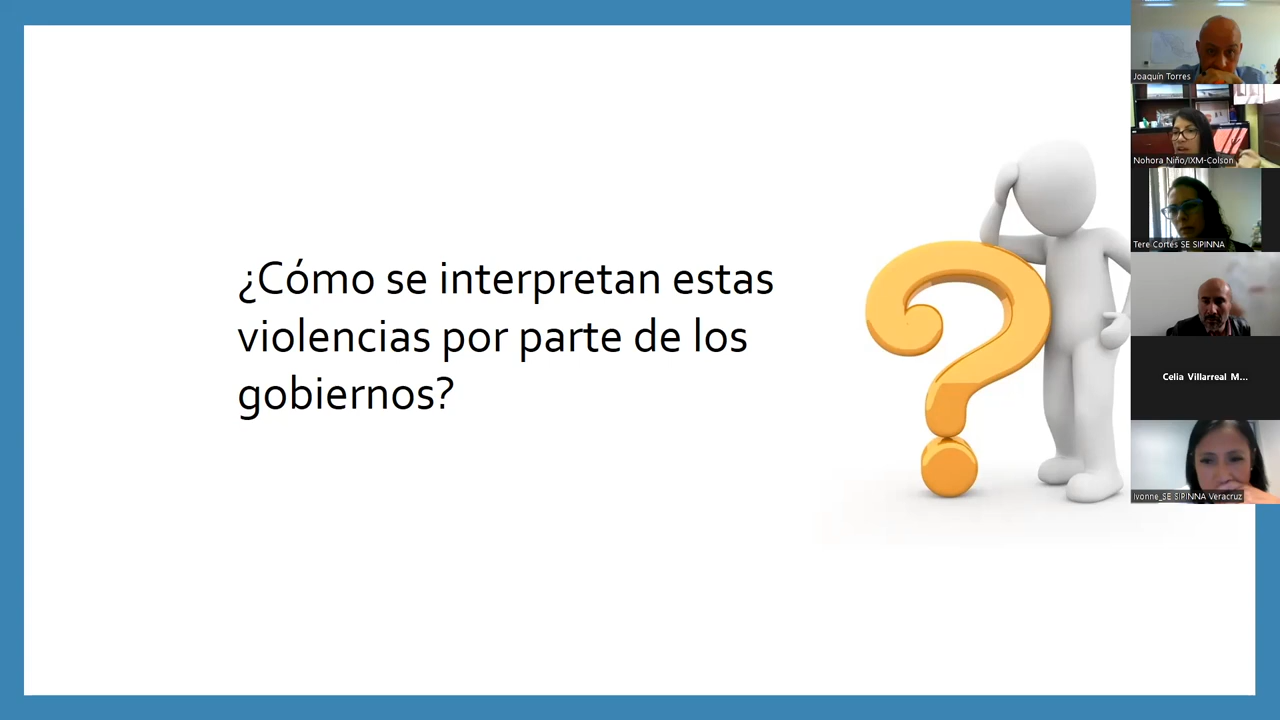 ¿Cómo se interpretan estas
violencias por parte de los
gobiernos?
Joaquín Torres
Nohora Niño/IXM-Colson
Tere Cortés SE SIPINNA
Celia Villarreal M...
ivonne_SE SIPINNA Veracruz